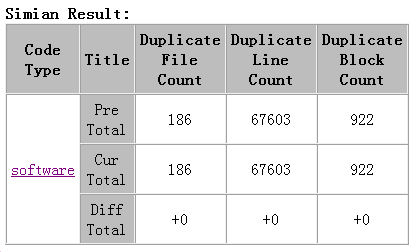 Simian Result:
Code Type Title Duplicate File Count Duplicate Line Count Duplicate Block Count
software Pre Total 186 67603 922
Cur Total 186 67603 922
Diff Total +0 +0 +0